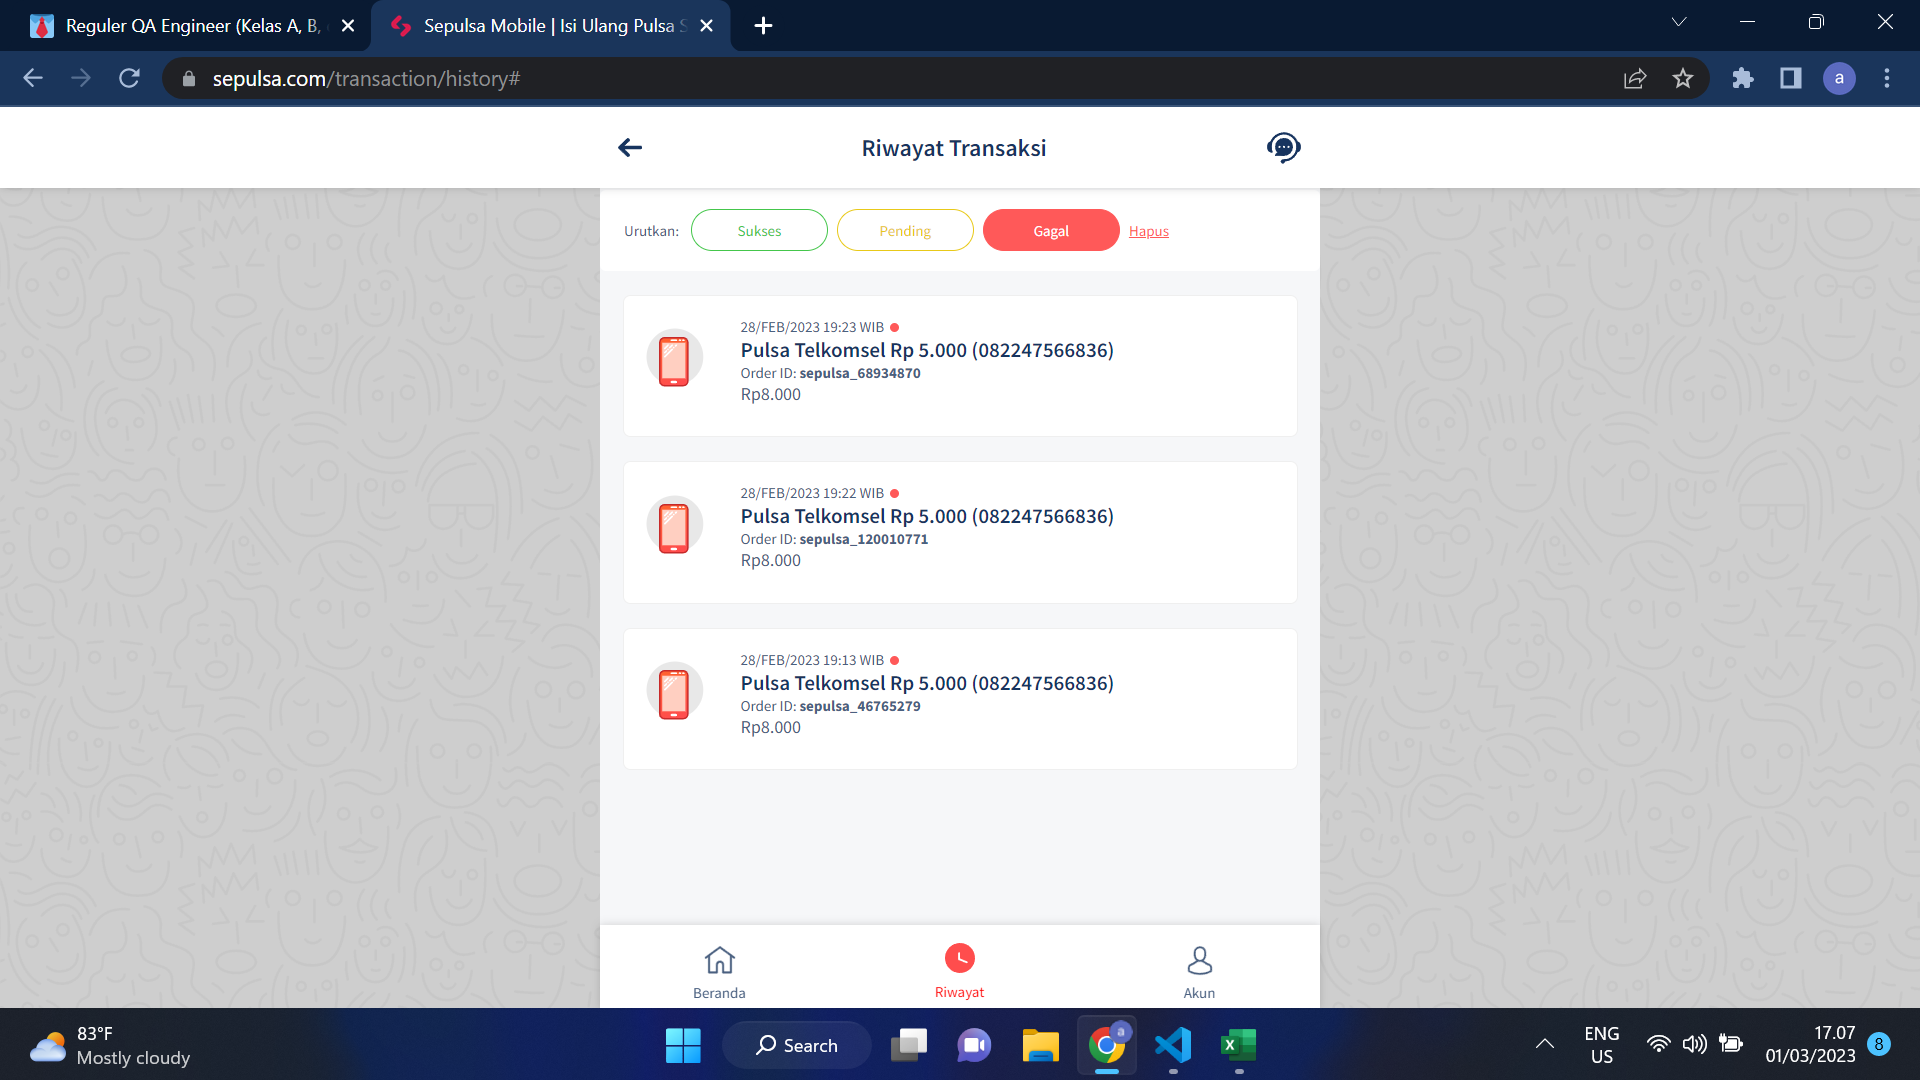 Reguler QA Engineer (Kelas A, B,
Sepulsa Mobile | Isi Ulang Pulsa S
sepulsa.com/transaction/history#
a
Riwayat Transaksi
Urutkan:
Sukses
Pending
Gagal
Hapus
28/FEB/2023 19:23 WIB
Pulsa Telkomsel Rp 5.000 (082247566836)
Order ID: sepulsa_68934870
Rp8.000
28/FEB/2023 19:22 WIB
Pulsa Telkomsel Rp 5.000 (082247566836)
Order ID: sepulsa_120010771
Rp8.000
28/FEB/2023 19:13 WIB
Pulsa Telkomsel Rp 5.000 (082247566836)
Order ID: sepulsa_46765279
Rp8.000
Beranda
Riwayat
Akun
83°F
Mostly cloudy
Search
a
X
ENG
US
17.07
01/03/2023
8